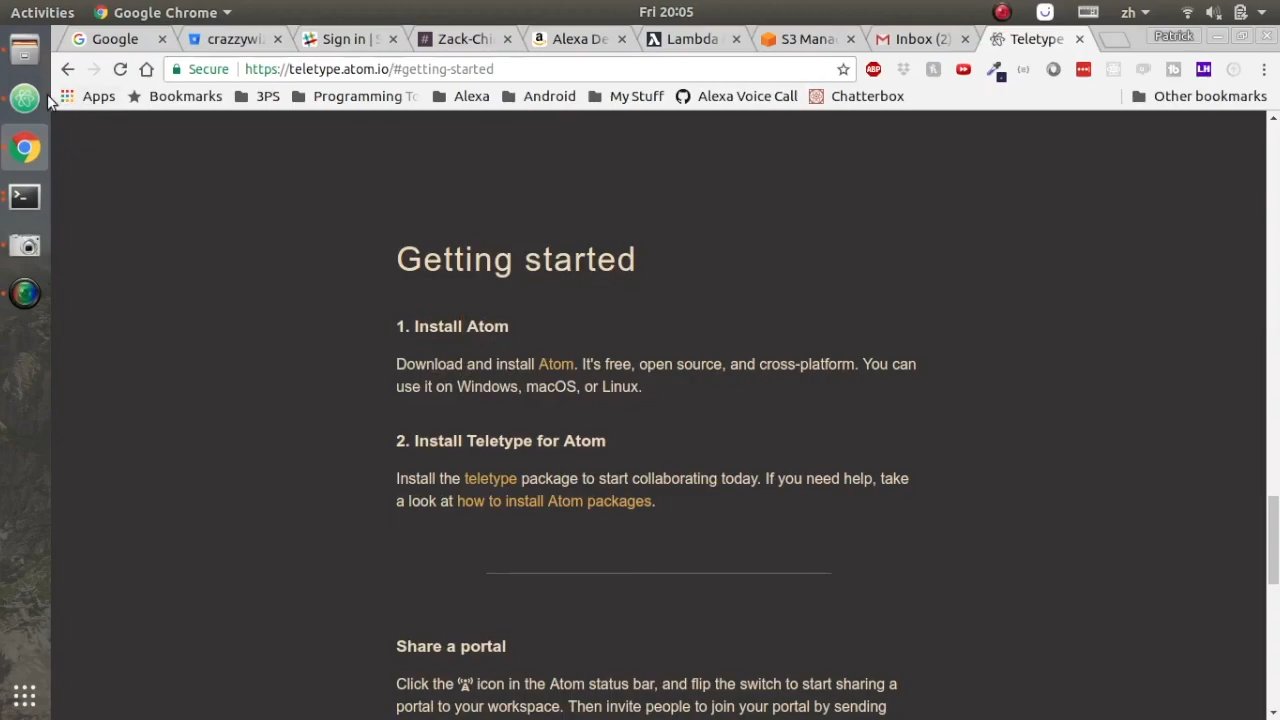 Activities Google Chrome Fri 20:05 zh
Google crazzywi Sign in | S Zack-Chi Alexa De Lambda S3 Mana Inbox (2) Teletype Patrick
Secure https://teletype.atom.io/#getting-started ABP LH
Apps Bookmarks 3PS Programming To Alexa Android My Stuff Alexa Voice Call Chatterbox Other bookmarks
Getting started
1. Install Atom
Download and install Atom. It's free, open source, and cross-platform. You can
use it on Windows, macOS, or Linux.
2. Install Teletype for Atom
Install the teletype package to start collaborating today. If you need help, take
a look at how to install Atom packages.
Share a portal
Click the icon in the Atom status bar, and flip the switch to start sharing a
portal to your workspace. Then invite people to join your portal by sending